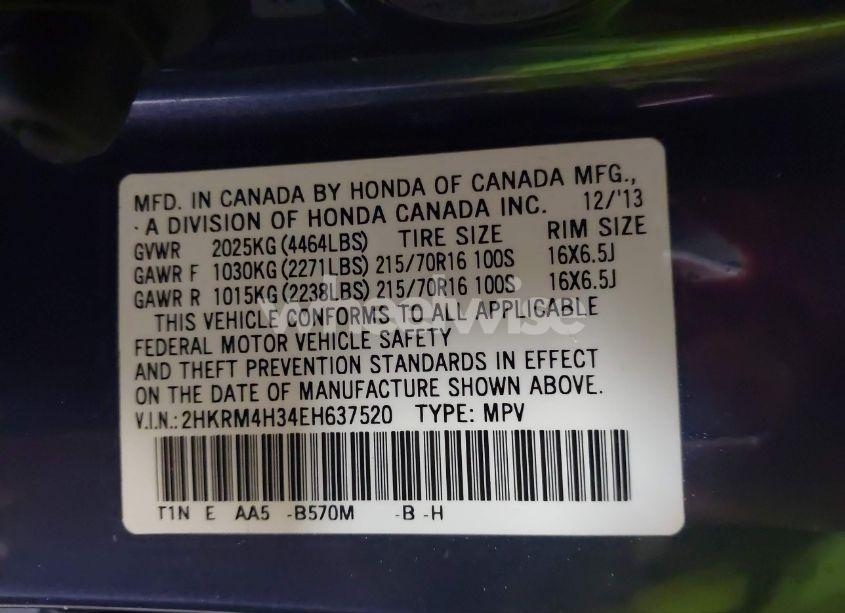 MFD. IN CANADA BY HONDA OF CANADA MFG.,
·A DIVISION OF HONDA CANADA INC. 12/'13
GVWR 2025KG (4464LBS) TIRE SIZE RIM SIZE
GAWR F 1030KG (2271LBS) 215/70R16 100S 16X6.5J
GAWR R 1015KG (2238LBS) 215/70R16 100S 16X6.5J
wheelwise
THIS VEHICLE CONFORMS TO ALL APPLICABLE
FEDERAL MOTOR VEHICLE SAFETY
AND THEFT PREVENTION STANDARDS IN EFFECT
ON THE DATE OF MANUFACTURE SHOWN ABOVE.
V.I.N.: 2HKRM4H34EH637520 TYPE: MPV
T1N E AA5 -B570M -B -H